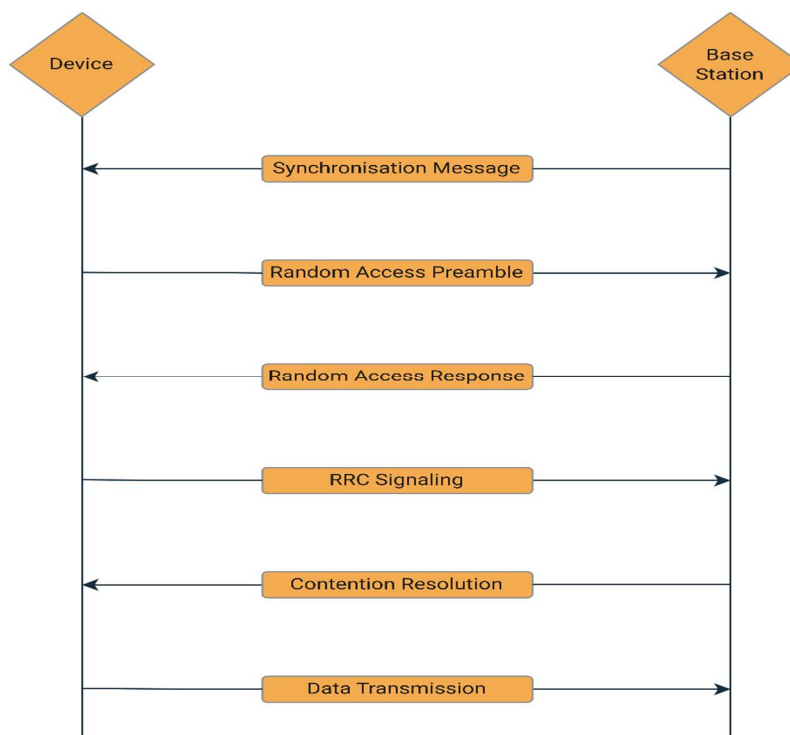 Device
Base
Station
Synchronisation Message
Random Access Preamble
Random Access Response
RRC Signaling
Contention Resolution
Data Transmission